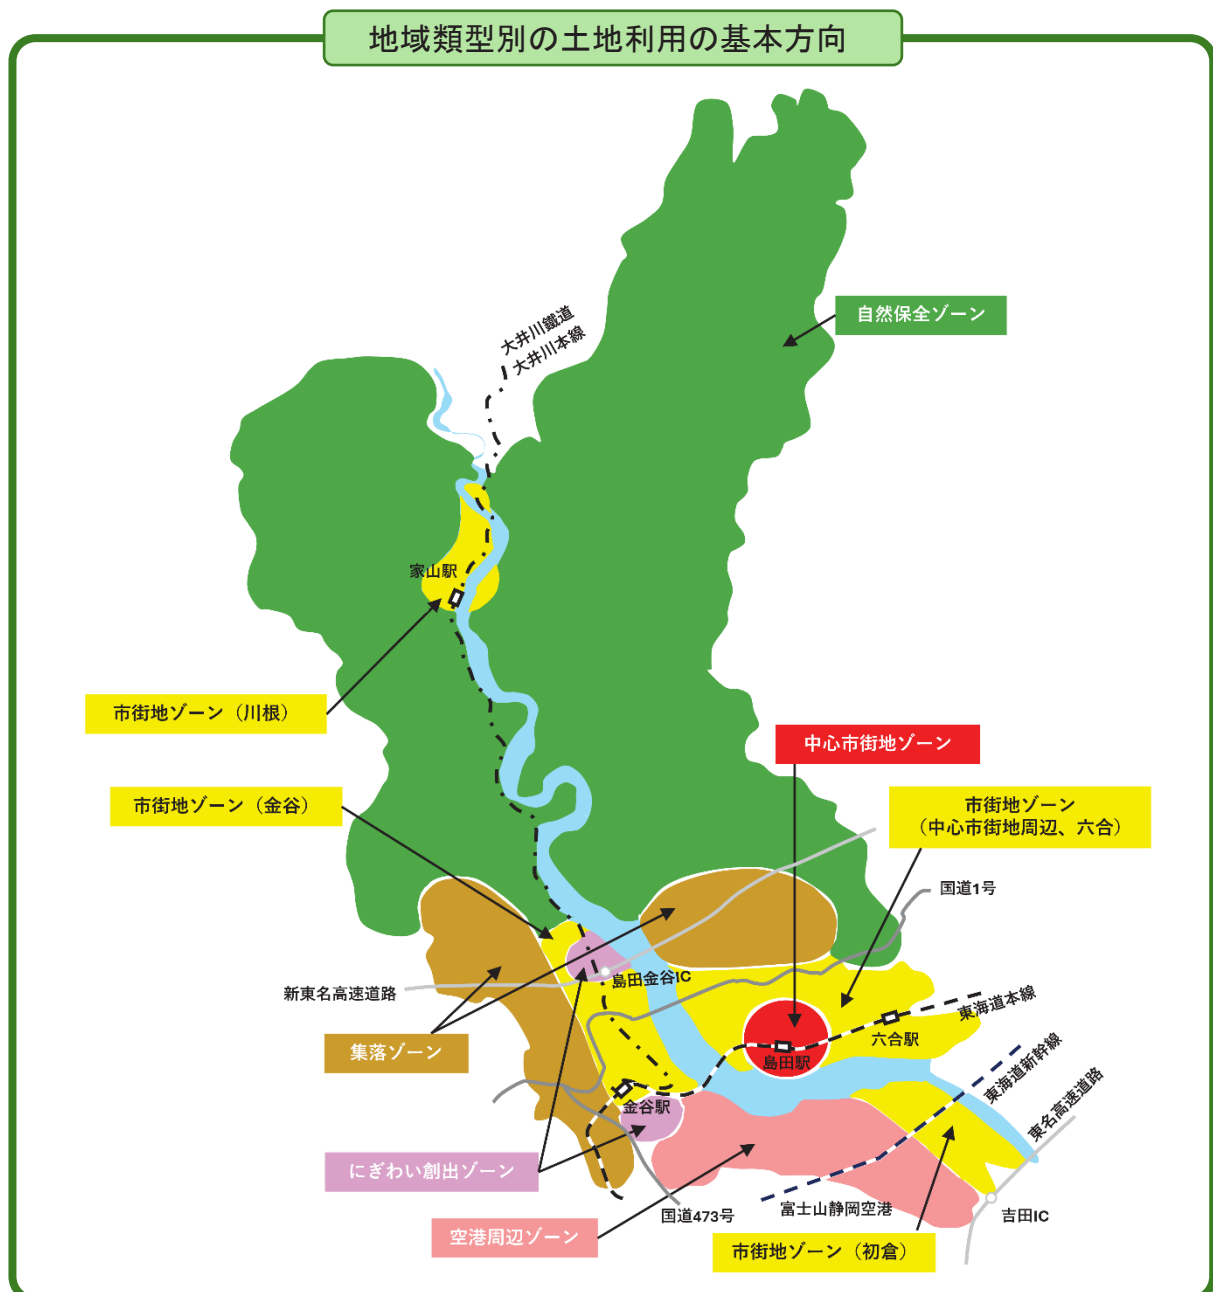 地域類型別の土地利用の基本方向
自然保全ゾーン
大井川鐵道
大井川本線
家山駅
市街地ゾーン（川根）
中心市街地ゾーン
市街地ゾーン（金谷）
市街地ゾーン
（中心市街地周辺、六合）
国道1号
島田金谷IC
新東名高速道路
東海道本線
六合駅
集落ゾーン
島田駅
東海道新幹線
東名高速道路
金谷駅
にぎわい創出ゾーン
国道473号
富士山静岡空港
吉田IC
空港周辺ゾーン
市街地ゾーン（初倉）